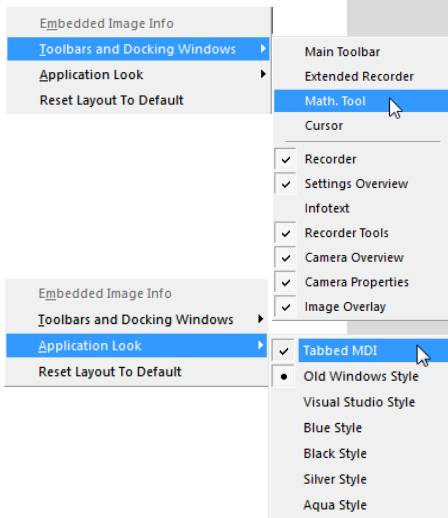 Embedded Image Info
Toolbars and Docking Windows
Application Look
Reset Layout To Default
Main Toolbar
Extended Recorder
Math. Tool
Cursor
Recorder
Settings Overview
Infotext
Recorder Tools
Camera Overview
Camera Properties
Image Overlay
Embedded Image Info
Toolbars and Docking Windows
Application Look
Reset Layout To Default
Tabbed MDI
Old Windows Style
Visual Studio Style
Blue Style
Black Style
Silver Style
Aqua Style